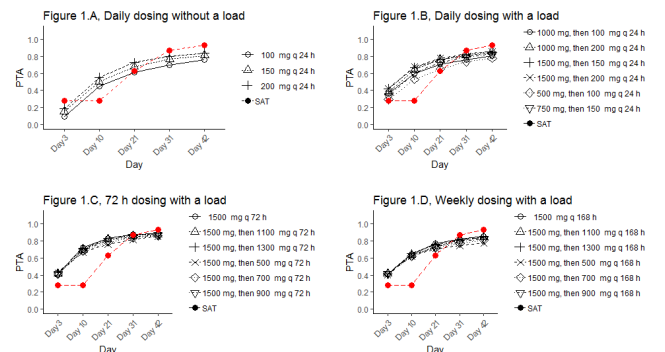 Figure 1.A, Daily dosing without a load
PTA
1.0
0.8
0.6
0.4
0.2
0.0
Day 3
Day 10
Day 21
Day 31
Day 42
Day
100 mg q 24 h
150 mg q 24 h
200 mg q 24 h
SAT
Figure 1.B, Daily dosing with a load
PTA
1.0
0.8
0.6
0.4
0.2
0.0
Day 3
Day 10
Day 21
Day 31
Day 42
Day
1000 mg, then 100 mg q 24 h
1000 mg, then 200 mg q 24 h
1500 mg, then 150 mg q 24 h
1500 mg, then 200 mg q 24 h
500 mg, then 100 mg q 24 h
750 mg, then 150 mg q 24 h
SAT
Figure 1.C, 72 h dosing with a load
PTA
1.0
0.8
0.6
0.4
0.2
0.0
Day 3
Day 10
Day 21
Day 31
Day 42
1500 mg q 72 h
1500 mg, then 1100 mg q 72 h
1500 mg, then 1300 mg q 72 h
1500 mg, then 500 mg q 72 h
1500 mg, then 700 mg q 72 h
1500 mg, then 900 mg q 72 h
SAT
Figure 1.D, Weekly dosing with a load
PTA
1.0
0.8
0.6
0.4
0.2
0.0
Day 3
Day 10
Day 21
Day 31
Day 42
1500 mg q 168 h
1500 mg, then 1100 mg q 168 h
1500 mg, then 1300 mg q 168 h
1500 mg, then 500 mg q 168 h
1500 mg, then 700 mg q 168 h
1500 mg, then 900 mg q 168 h
SAT